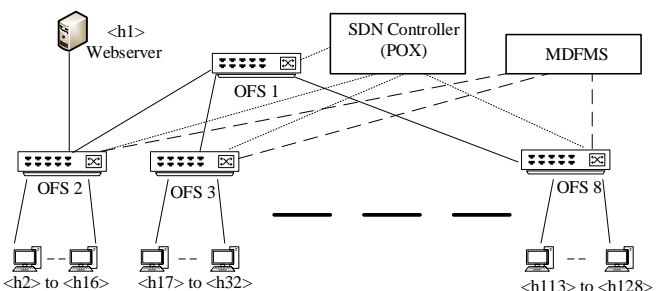 <h1>
Webserver
SDN Controller
(POX)
MDFMS
OFS 1
OFS 2
OFS 3
OFS 8
<h2> to <h16>
<h17> to <h32>
<h113> to <h128>